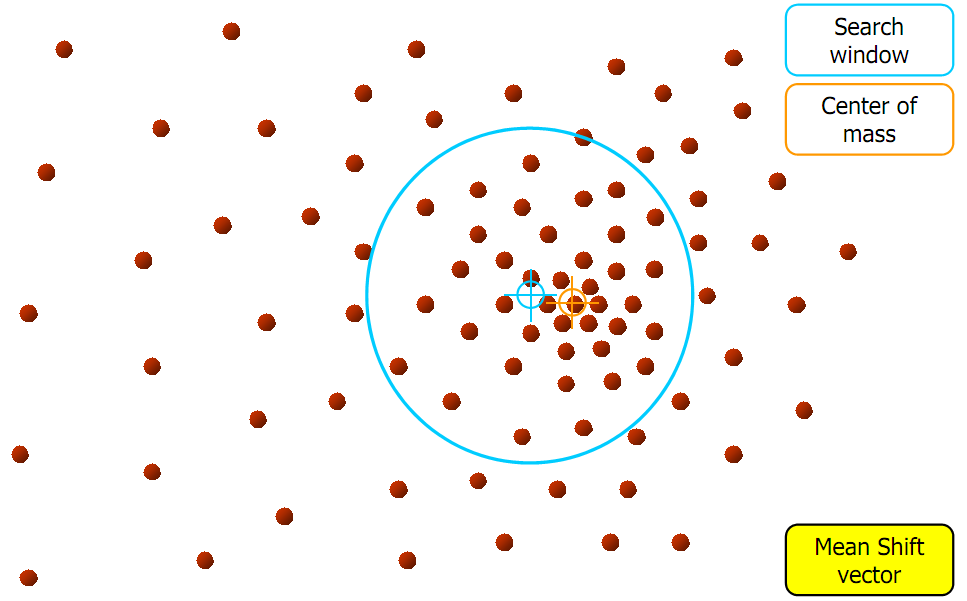 Search
window
Center of
mass
Mean Shift
vector